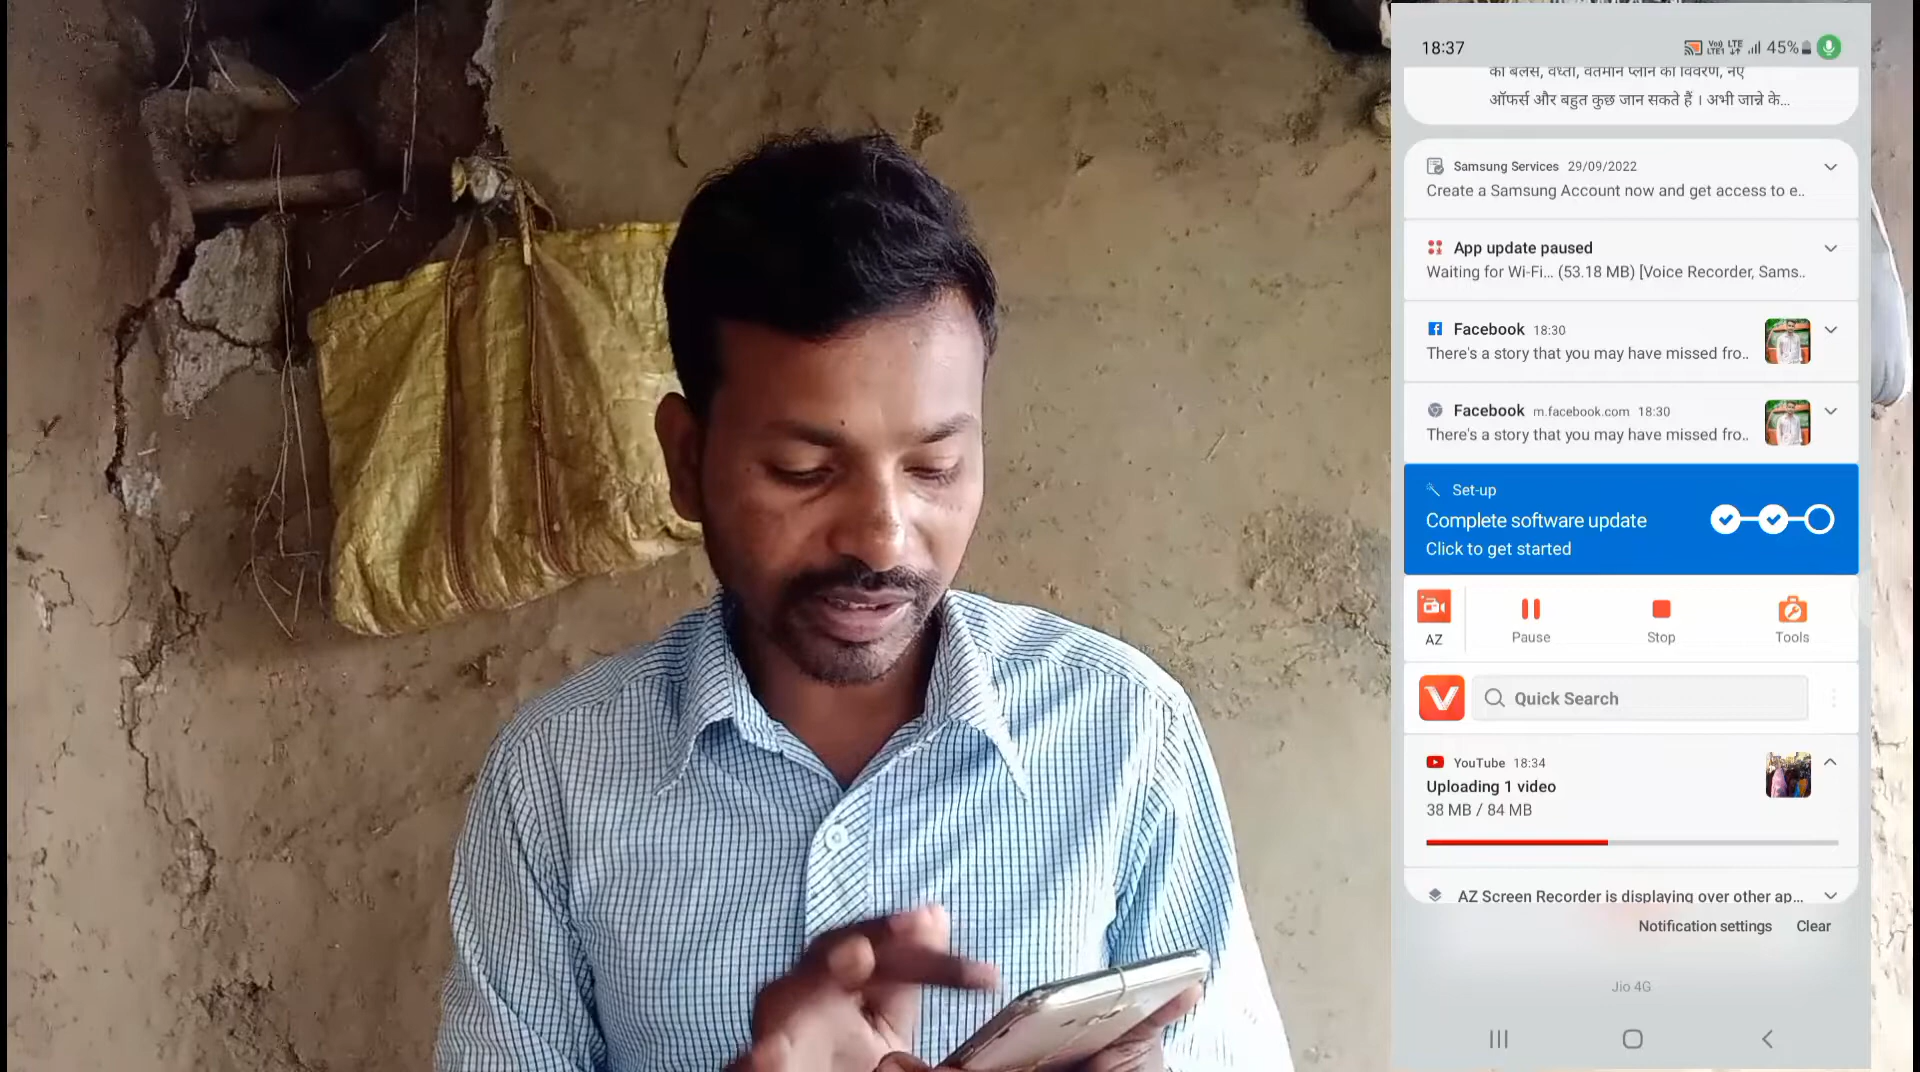 18:37
45%
का बैलेंस, वैधता, वर्तमान प्लान का विवरण, नए
ऑफर्स और बहुत कुछ जान सकते हैं । अभी जान्ने के...
Samsung Services 29/09/2022
Create a Samsung Account now and get access to e..
App update paused
Waiting for Wi-Fi... (53.18 MB) [Voice Recorder, Sams..
Facebook 18:30
There's a story that you may have missed fro..
Facebook m.facebook.com 18:30
There's a story that you may have missed fro..
Set-up
Complete software update
Click to get started
AZ
Pause
Stop
Tools
Quick Search
YouTube 18:34
Uploading 1 video
38 MB / 84 MB
AZ Screen Recorder is displaying over other ap...
Notification settings Clear
Jio 4G